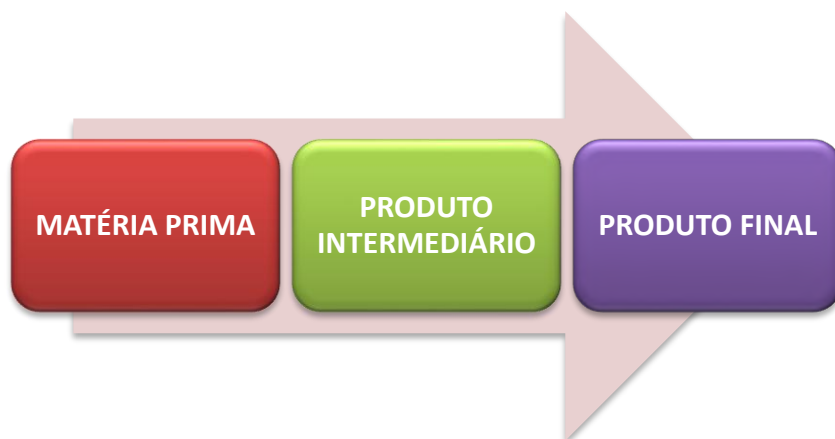 MATÉRIA PRIMA
PRODUTO
INTERMEDIÁRIO
PRODUTO FINAL